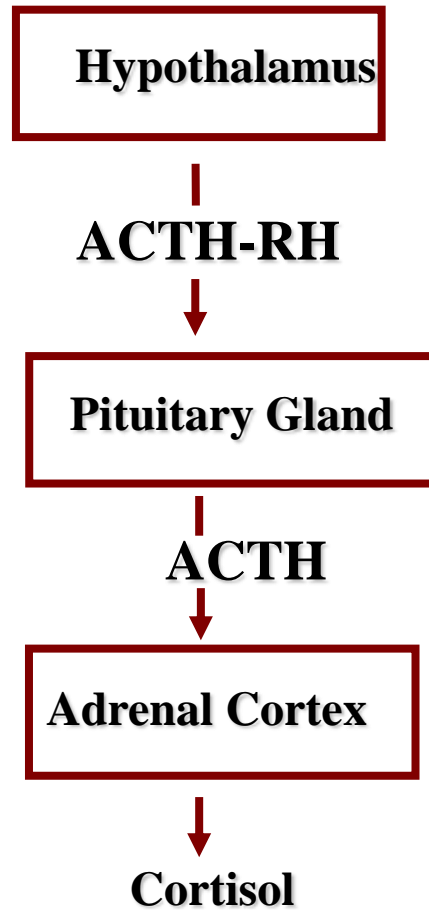 Hypothalamus
ACTH-RH
Pituitary Gland
ACTH
Adrenal Cortex
Cortisol